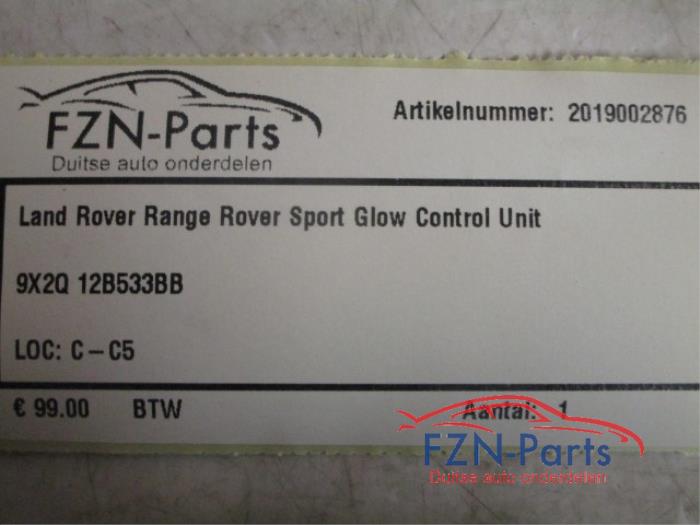 FZN-Parts
Duitse auto onderdelen
Artikelnummer: 2019002876
Land Rover Range Rover Sport Glow Control Unit
9X2Q 12B533BB
LOC: C-C5
€ 99.00 BTW Aantal: 1
FZN-Parts
Duitse auto onderdelen